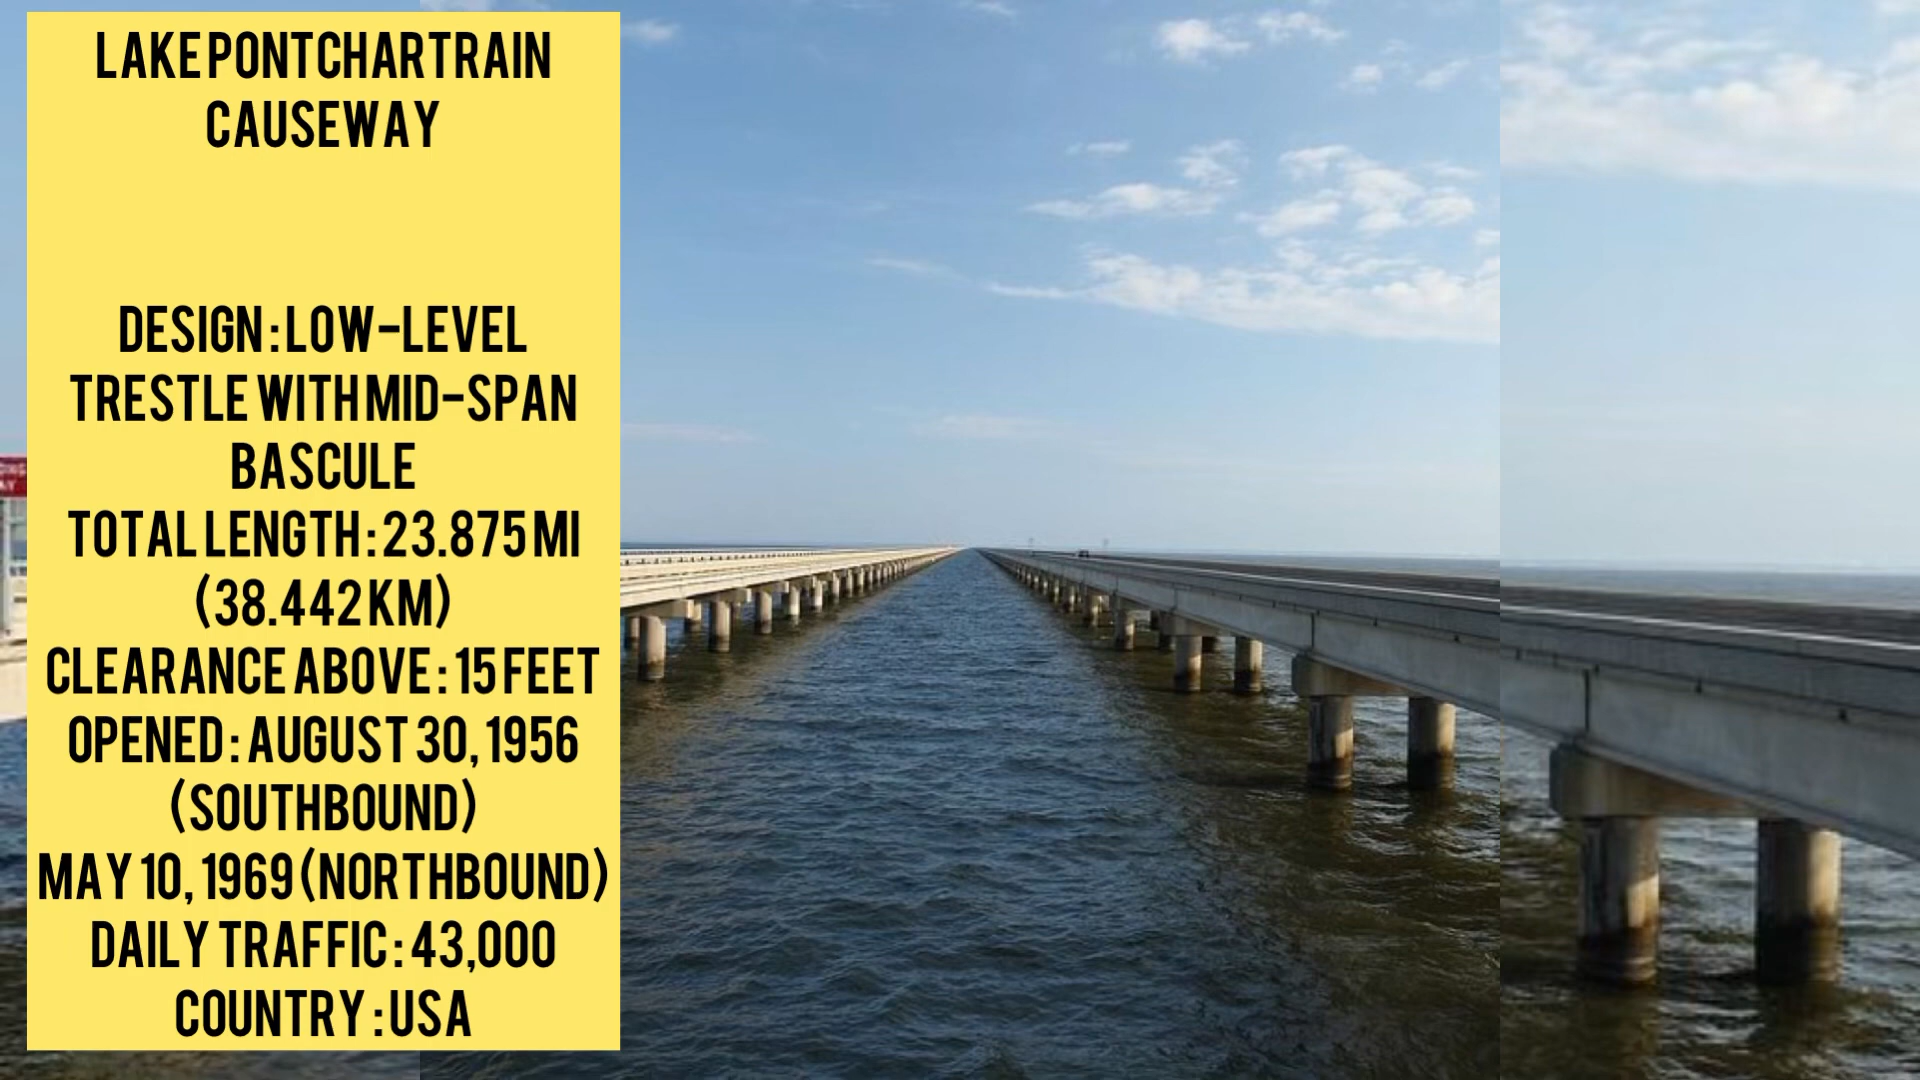 LAKE PONTCHARTRAIN
CAUSEWAY
DESIGN : LOW-LEVEL
TRESTLE WITH MID-SPAN
BASCULE
TOTAL LENGTH : 23.875 MI
(38.442 KM)
CLEARANCE ABOVE : 15 FEET
OPENED : AUGUST 30, 1956
(SOUTHBOUND)
MAY 10, 1969 (NORTHBOUND)
DAILY TRAFFIC : 43,000
COUNTRY : USA